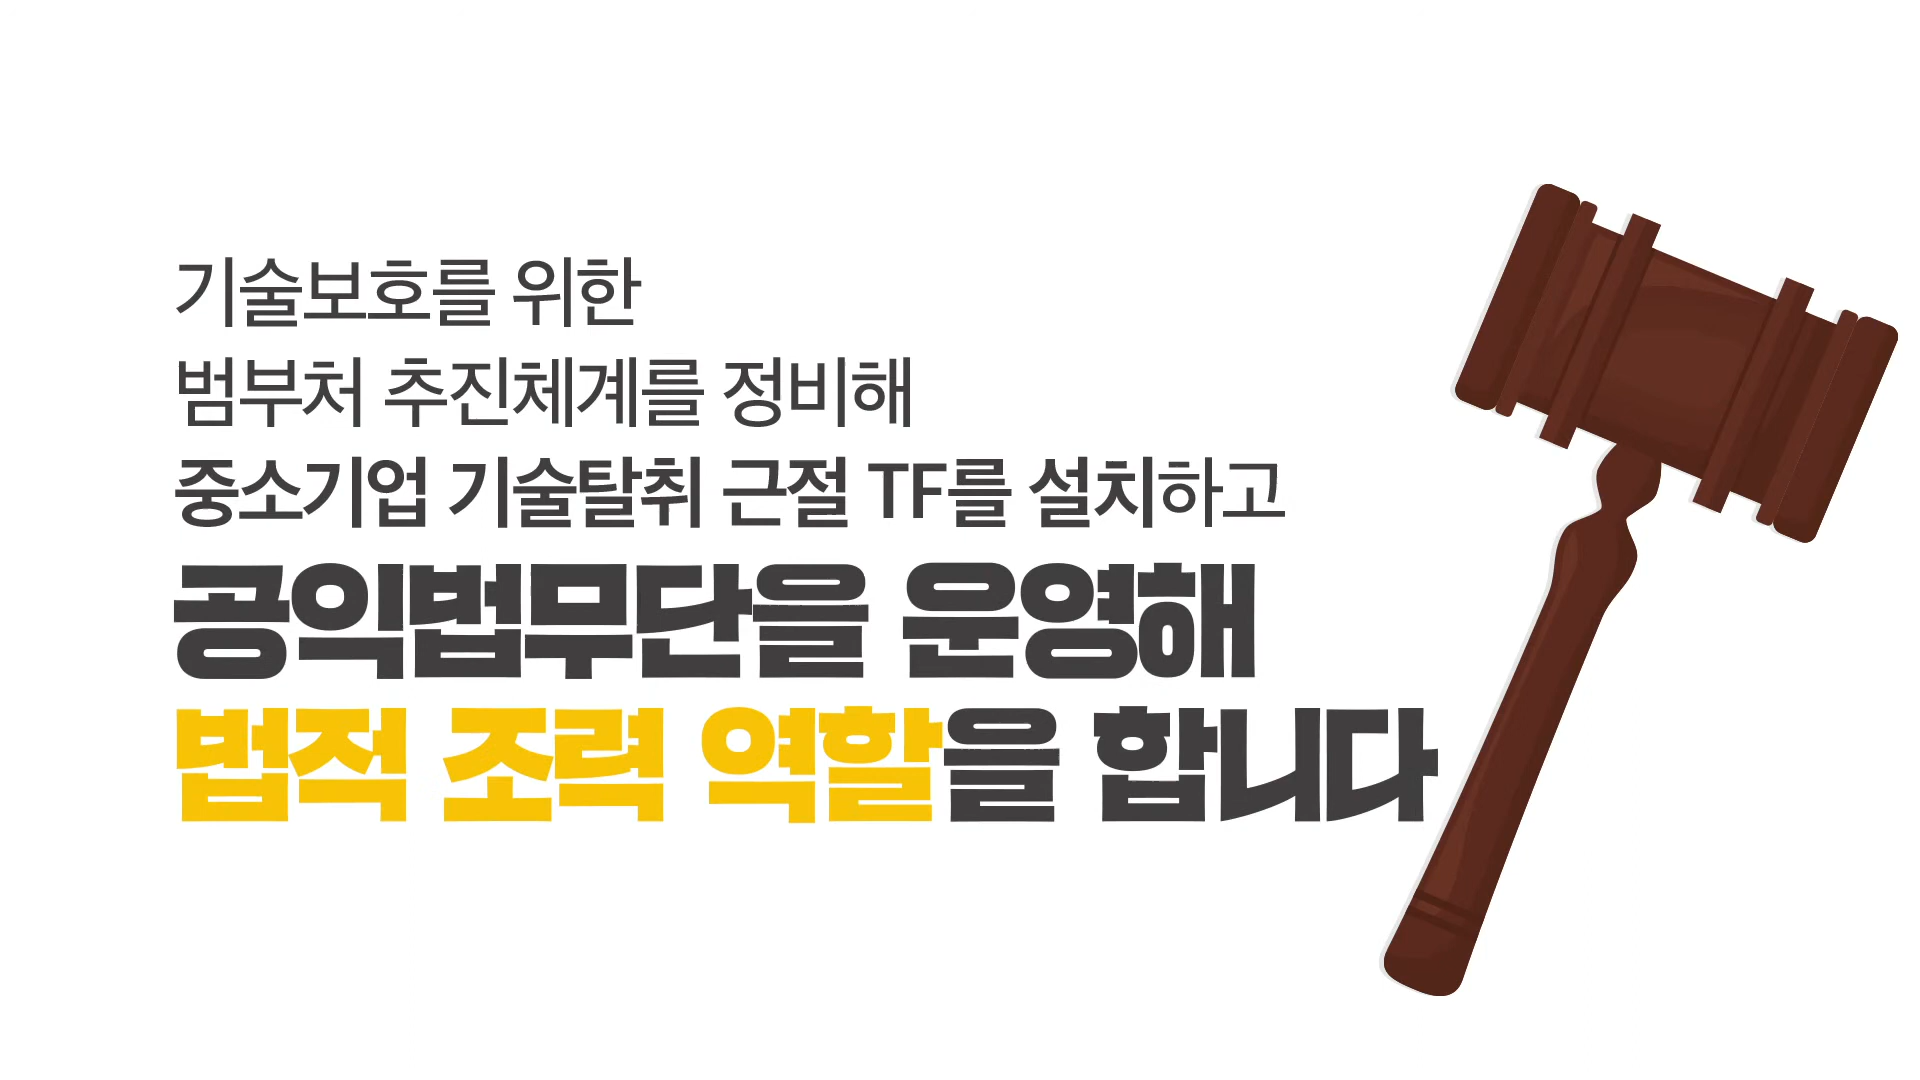 기술보호를 위한
범부처 추진체계를 정비해
중소기업 기술탈취 근절 TF를 설치하고
공익법무단을 운영해
법적 조력 역할을 합니다